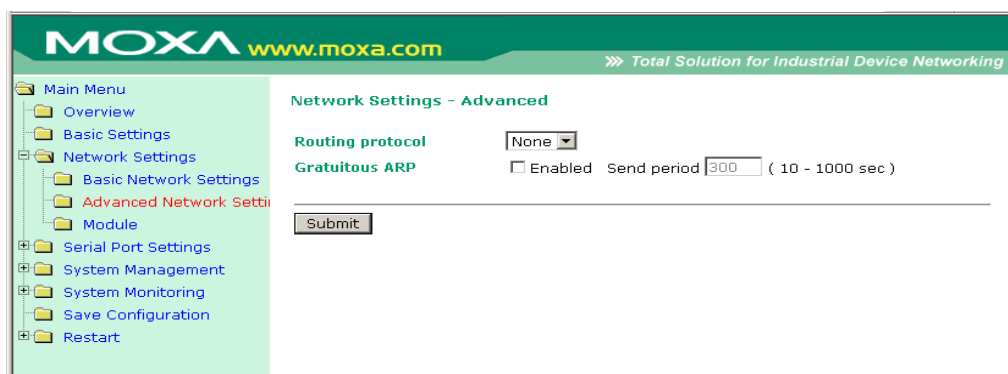 MOXA www.moxa.com
Total Solution for Industrial Device Networking
Main Menu
Overview
Basic Settings
Network Settings
Basic Network Settings
Advanced Network Setti
Module
Serial Port Settings
System Management
System Monitoring
Save Configuration
Restart
Network Settings - Advanced
Routing protocol None
Gratuitous ARP Enabled Send period 300 ( 10 - 1000 sec )
Submit